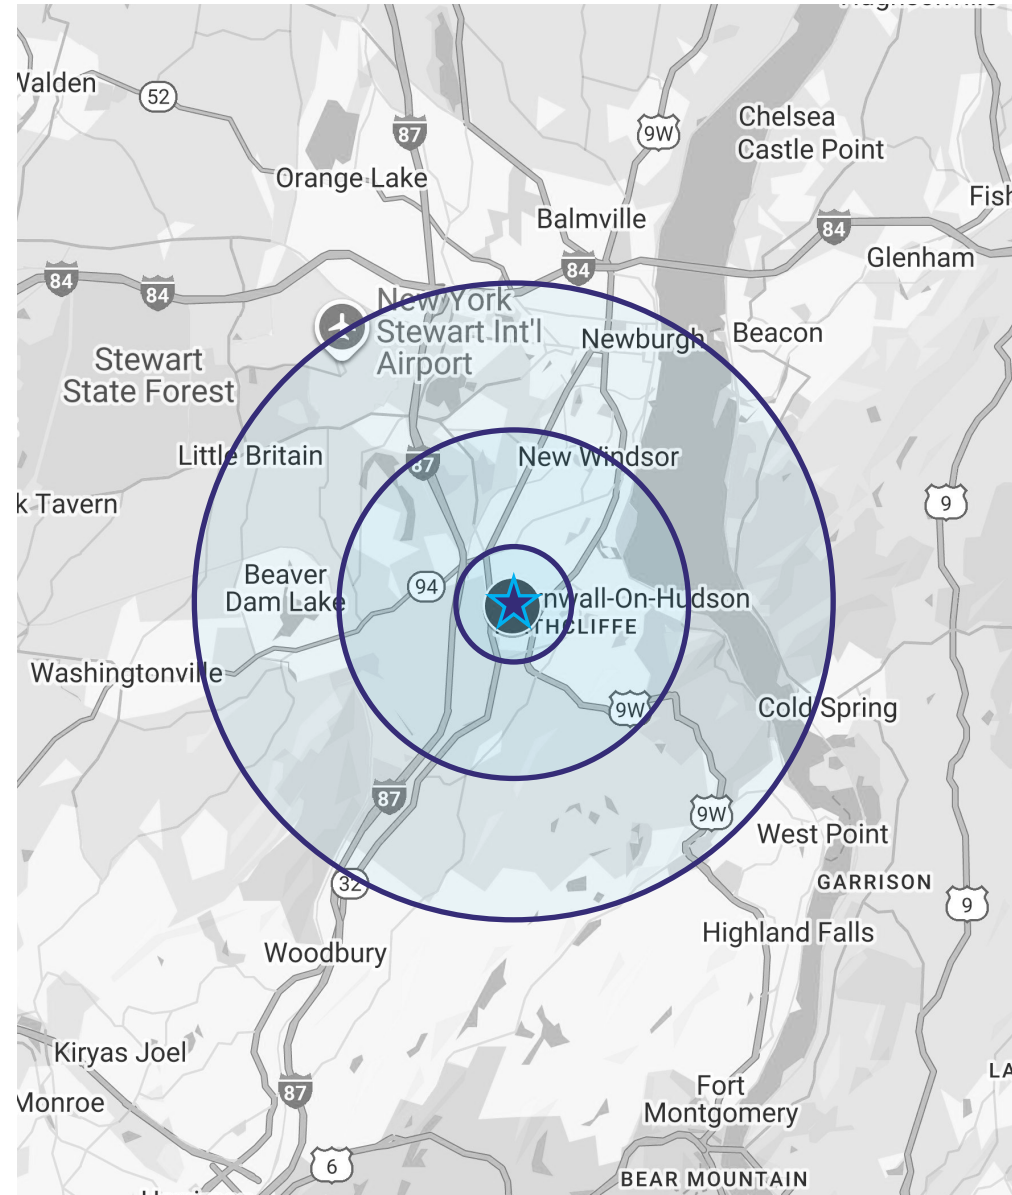 Walden
52
87
9W
Chelsea
Castle Point
Orange Lake
Fish
Balmville
84
Glenham
84
84
84
New York
Stewart Int'l
Airport
Newburgh
Beacon
Stewart
State Forest
Little Britain
87
New Windsor
k Tavern
9
Beaver
Dam Lake
94
rnwall-On-Hudson
THCLIFFE
Washingtonville
9W
Cold Spring
87
9W
West Point
32
GARRISON
9
Highland Falls
Woodbury
Kiryas Joel
LA
87
Monroe
Fort
Montgomery
6
BEAR MOUNTAIN